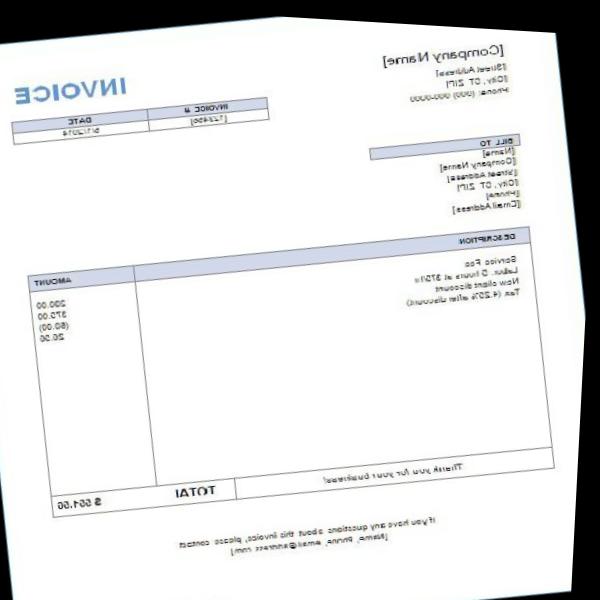 [Company Name]
INVOICE
[Street Address]
[City, ST ZIP]
Phone: (000) 000-0000
INVOICE # DATE
[123456] 5/1/2014
BILL TO
[Name]
[Company Name]
[Street Address]
[City, ST ZIP]
[Phone]
[Email Address]
DESCRIPTION AMOUNT
Service Fee 200.00
Labor: 5 hours at $75/hr 375.00
New client discount (50.00)
Tax (4.25% after discount) 26.56
Thank you for your business! TOTAL $ 551.56
If you have any questions about this invoice, please contact
[Name, Phone, email@address.com]